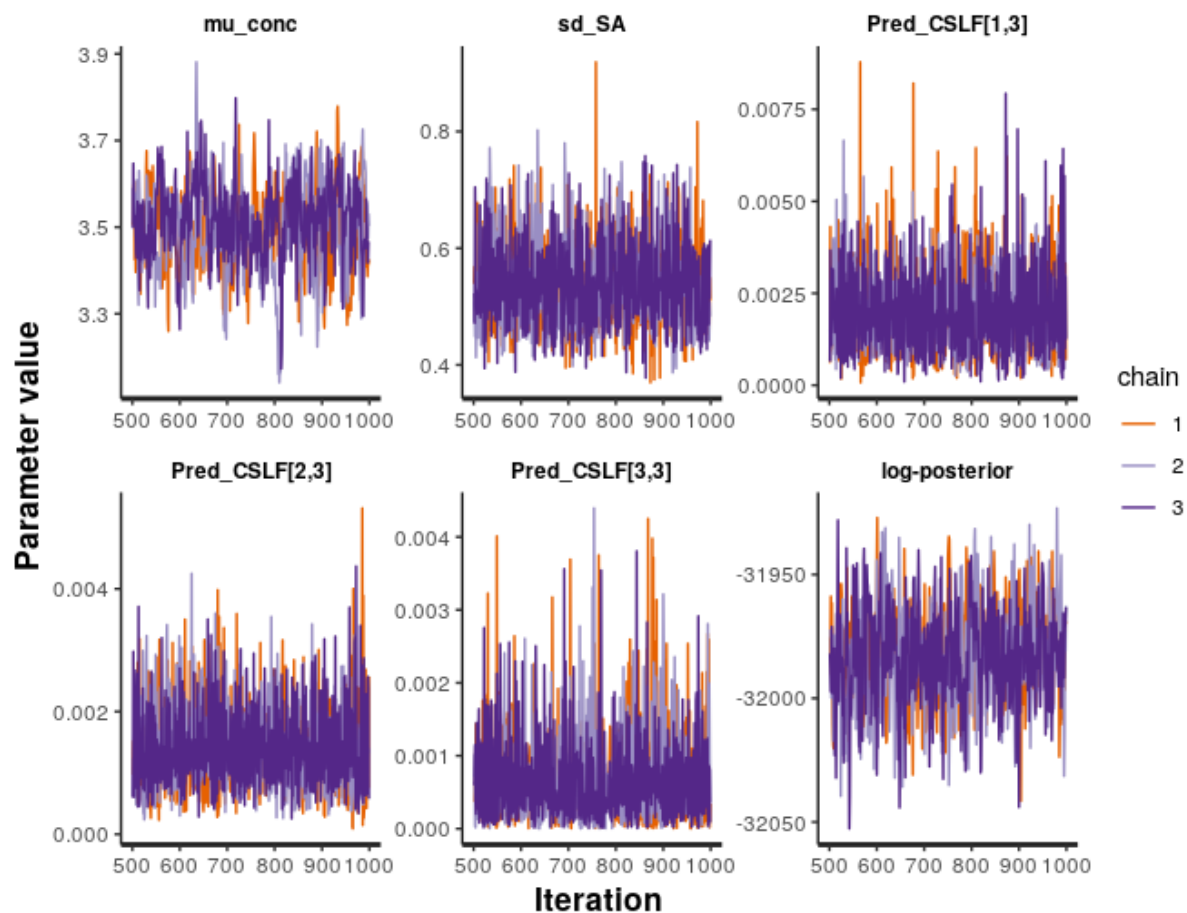 mu_conc
sd_SA
Pred_CSLF[1,3]
3.9
3.7
3.5
3.3
0.8
0.6
0.4
0.0075
0.0050
0.0025
0.0000
500 600 700 800 900 1000
500 600 700 800 900 1000
500 600 700 800 900 1000
Parameter value
Pred_CSLF[2,3]
Pred_CSLF[3,3]
log-posterior
0.004
0.002
0.000
0.004
0.003
0.002
0.001
0.000
-31950
-32000
-32050
500 600 700 800 900 1000
500 600 700 800 900 1000
500 600 700 800 900 1000
Iteration
chain
1
2
3